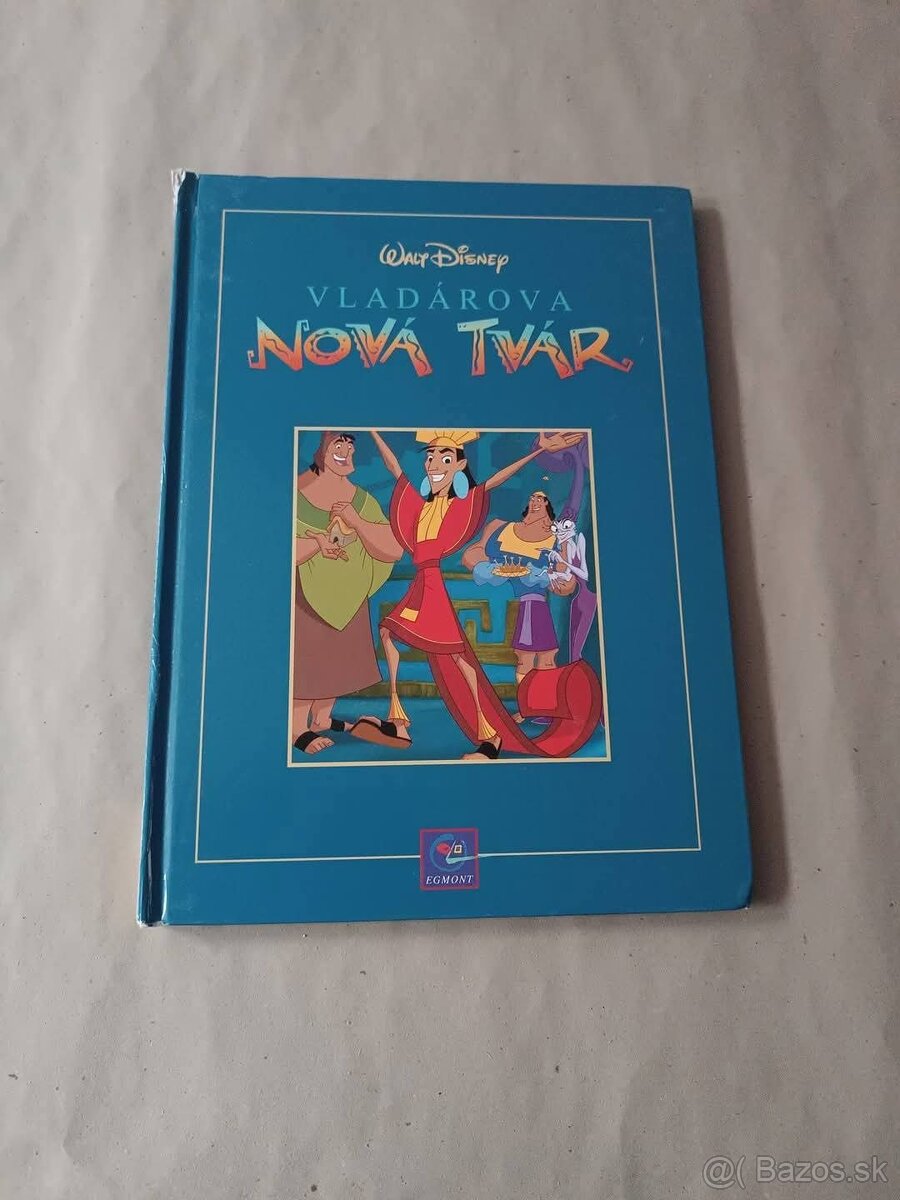 WALT DISNEY
VLADÁROVA
NOVÁ TVÁR
EGMONT
@( Bazos.sk